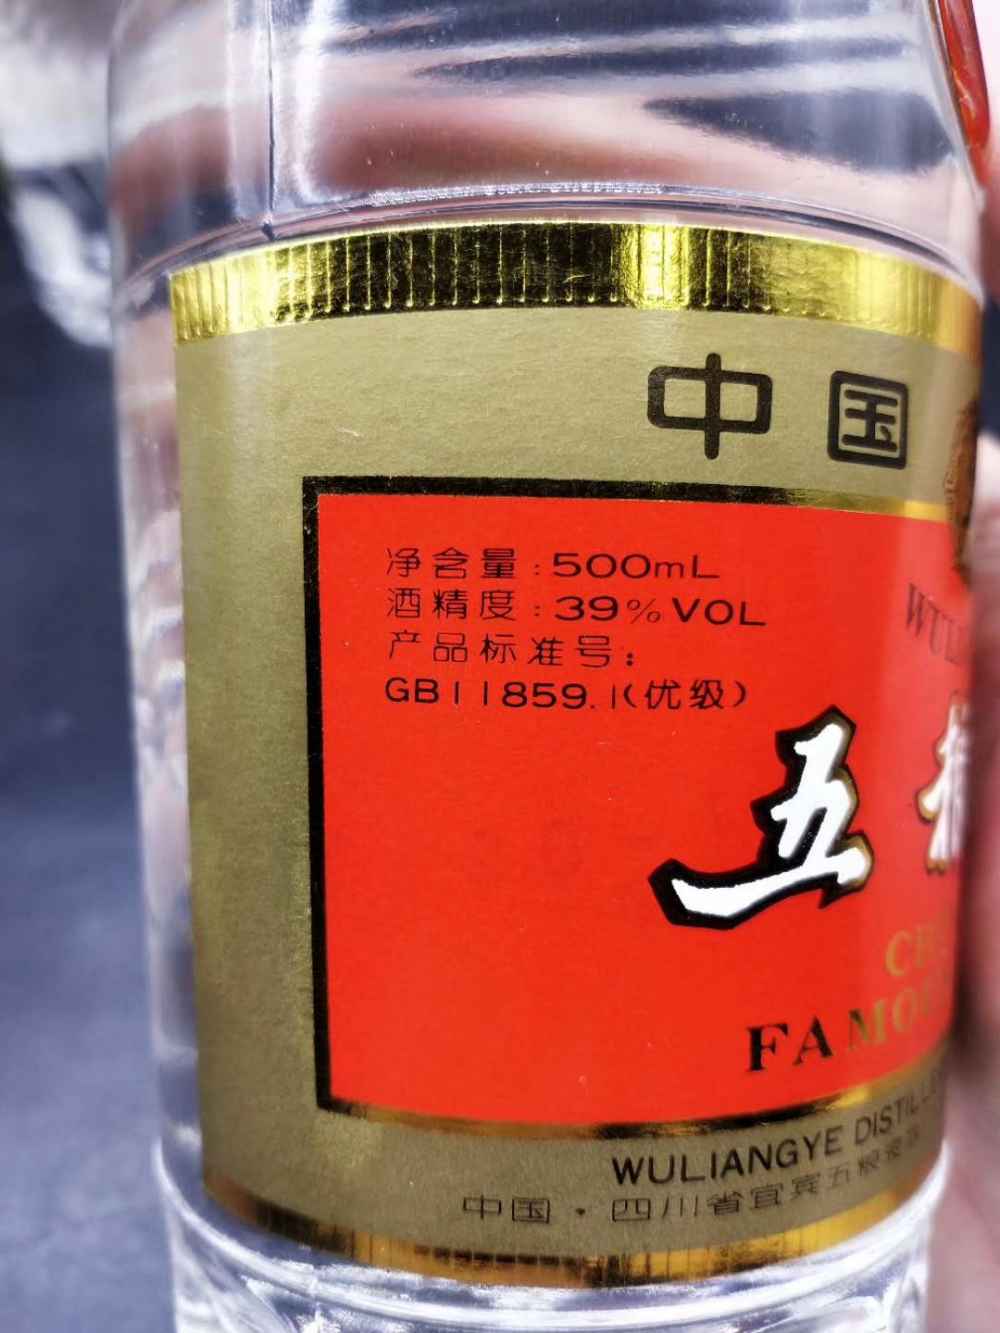 中国
净含量:500mL
酒精度:39%VOL
产品标准号:
GB11859.1(优级)
五
WULIANGYE
中国·四川省宜宾五粮液